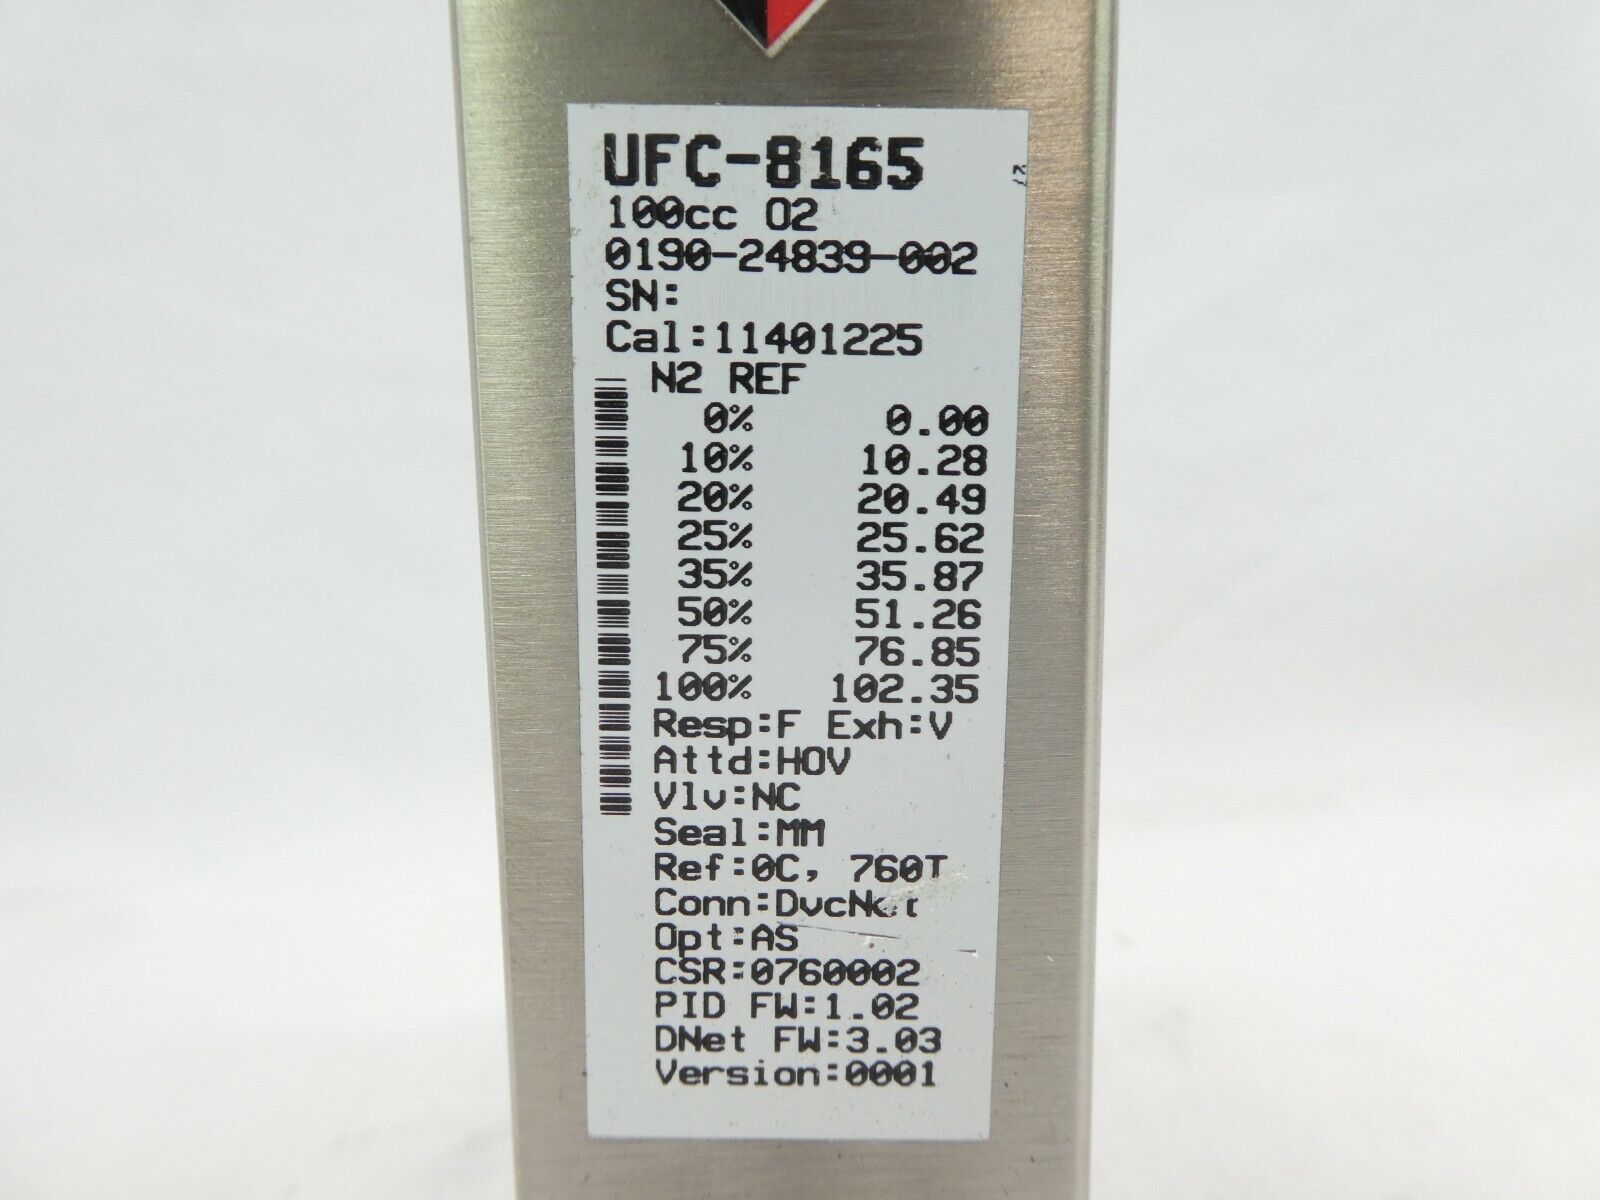 UFC-8165
100cc O2
0190-24839-002
SN:
Cal:11401225
N2 REF
0% 0.00
10% 10.28
20% 20.49
25% 25.62
35% 35.87
50% 51.26
75% 76.85
100% 102.35
Resp:F Exh:V
Attd:HOV
Vlv:NC
Seal:MM
Ref:0C, 760T
Conn:DvcNet
Opt:AS
CSR:0760002
PID FW:1.02
DNet FW:3.03
Version:0001